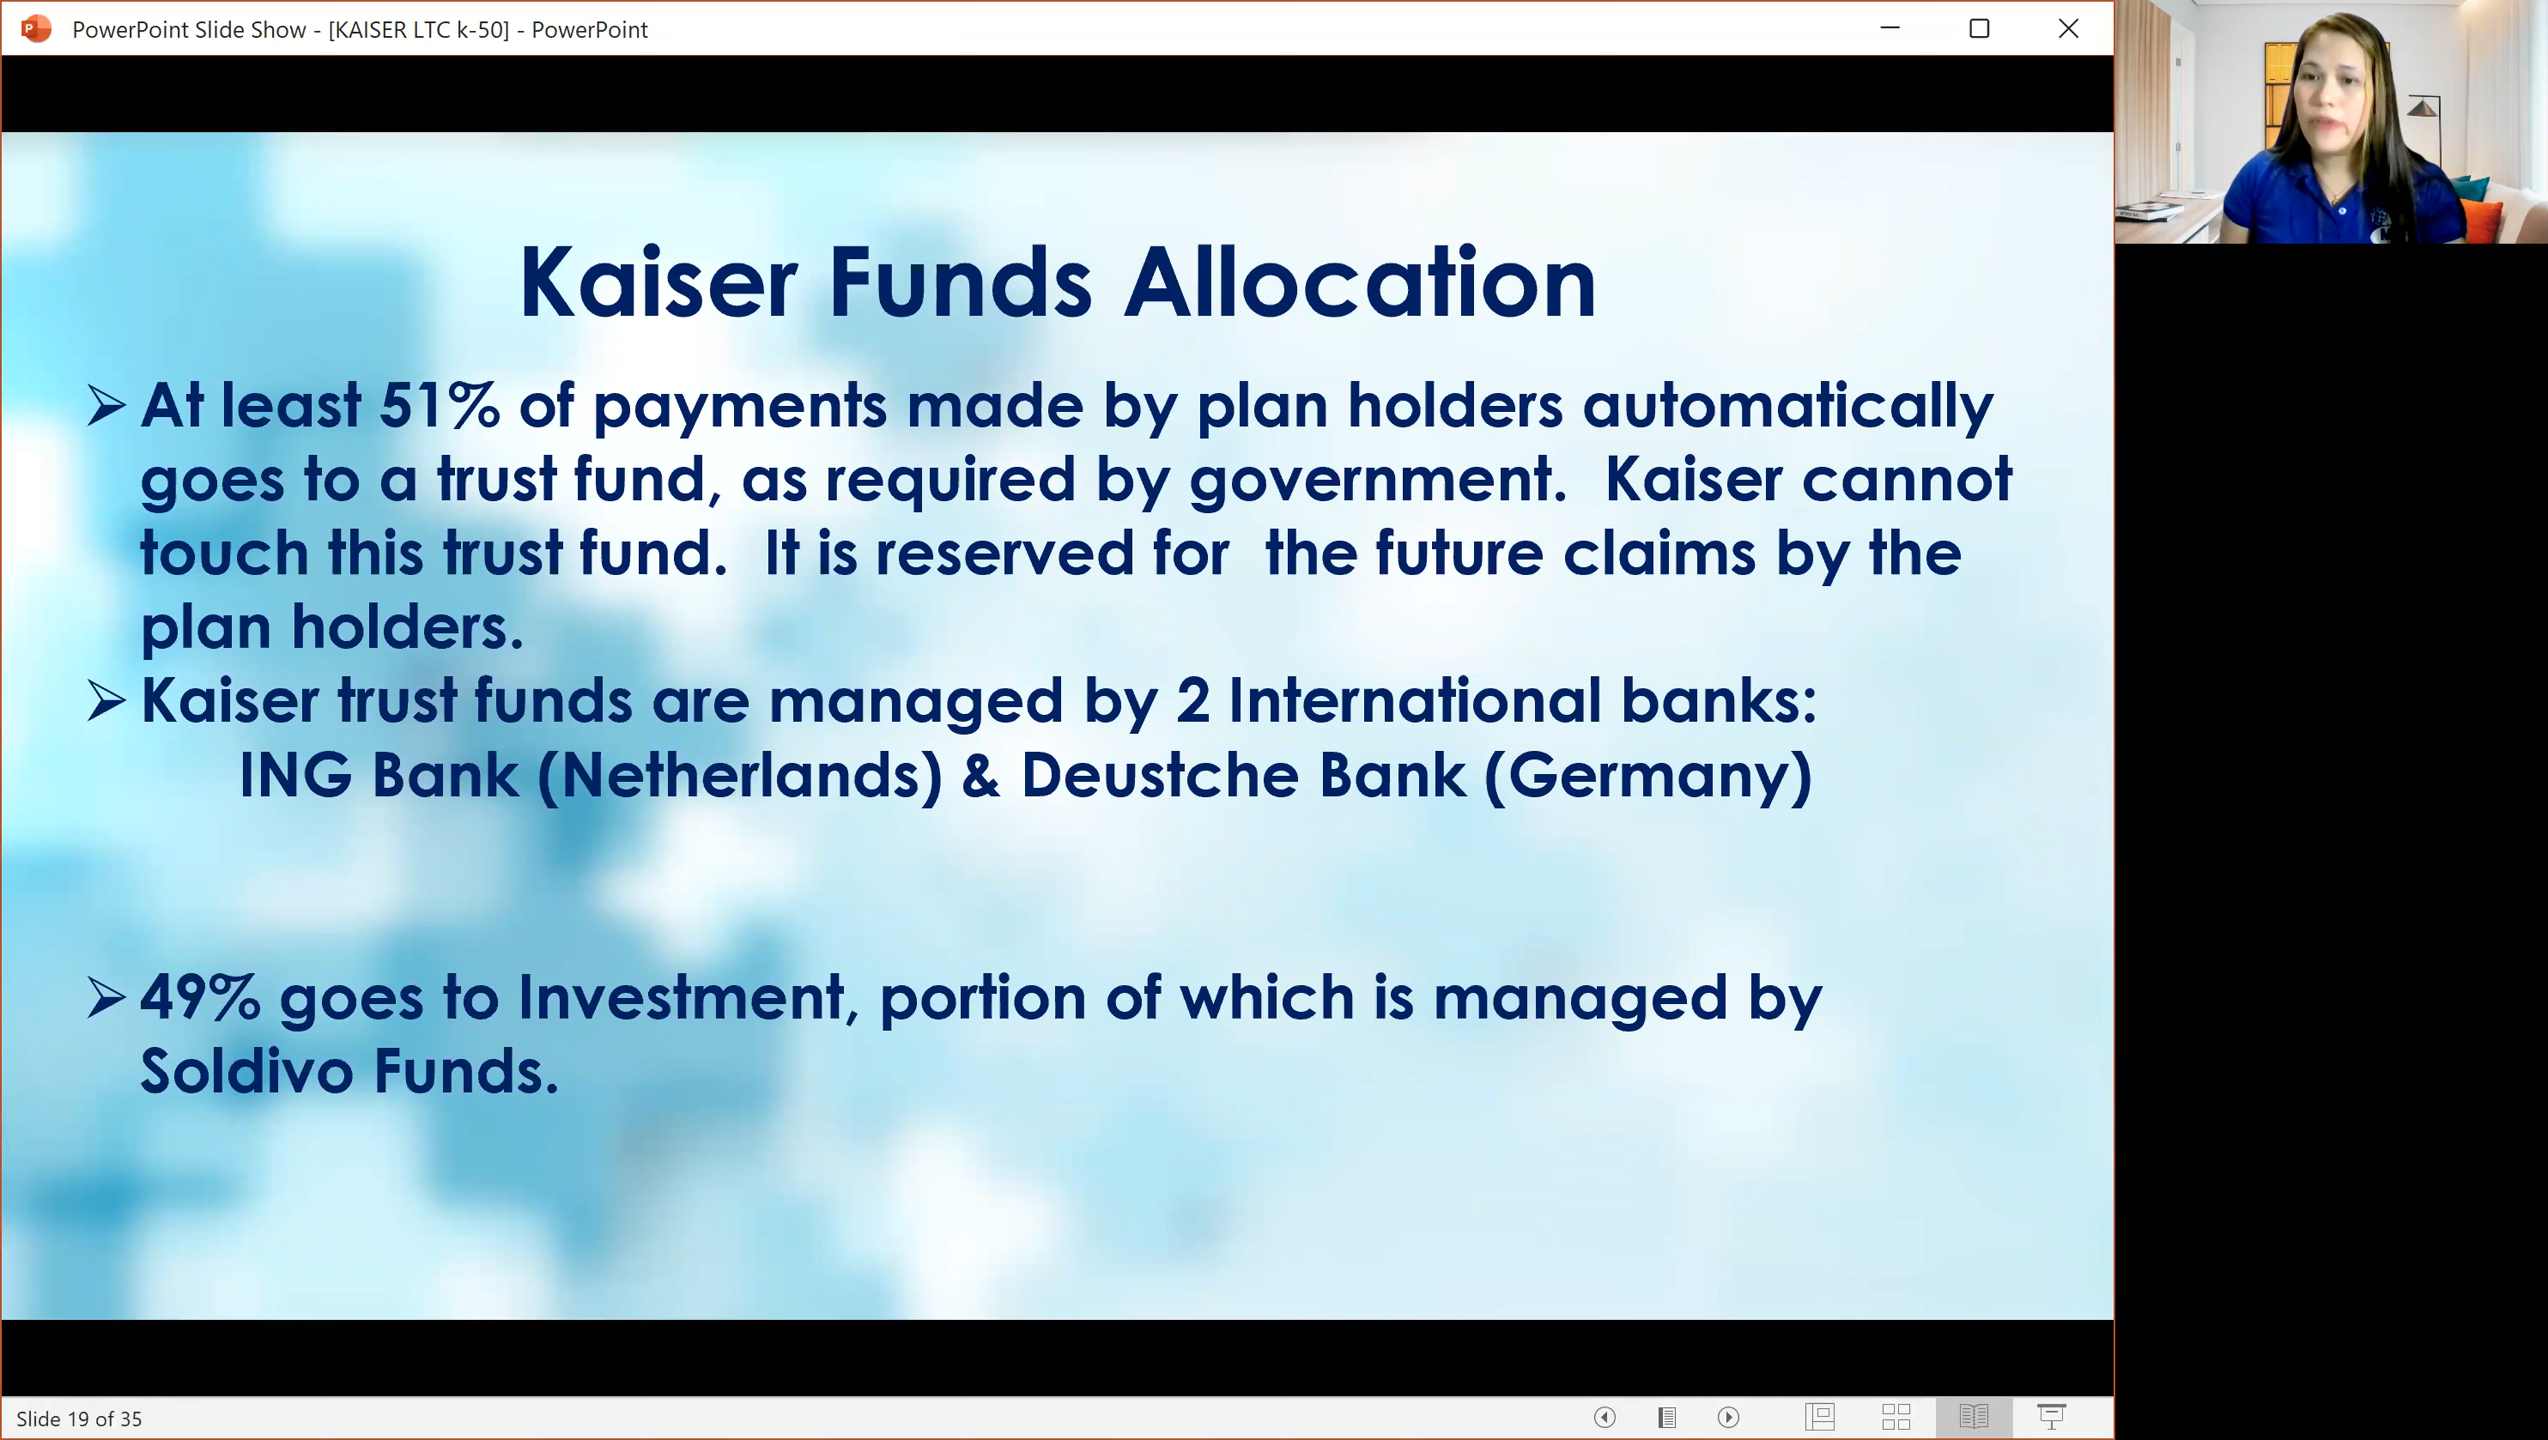 PowerPoint Slide Show - [KAISER LTC k-50] - PowerPoint
Kaiser Funds Allocation
➢ At least 51% of payments made by plan holders automatically
goes to a trust fund, as required by government. Kaiser cannot
touch this trust fund. It is reserved for the future claims by the
plan holders.
➢ Kaiser trust funds are managed by 2 International banks:
ING Bank (Netherlands) & Deustche Bank (Germany)
➢ 49% goes to Investment, portion of which is managed by
Soldivo Funds.
Slide 19 of 35